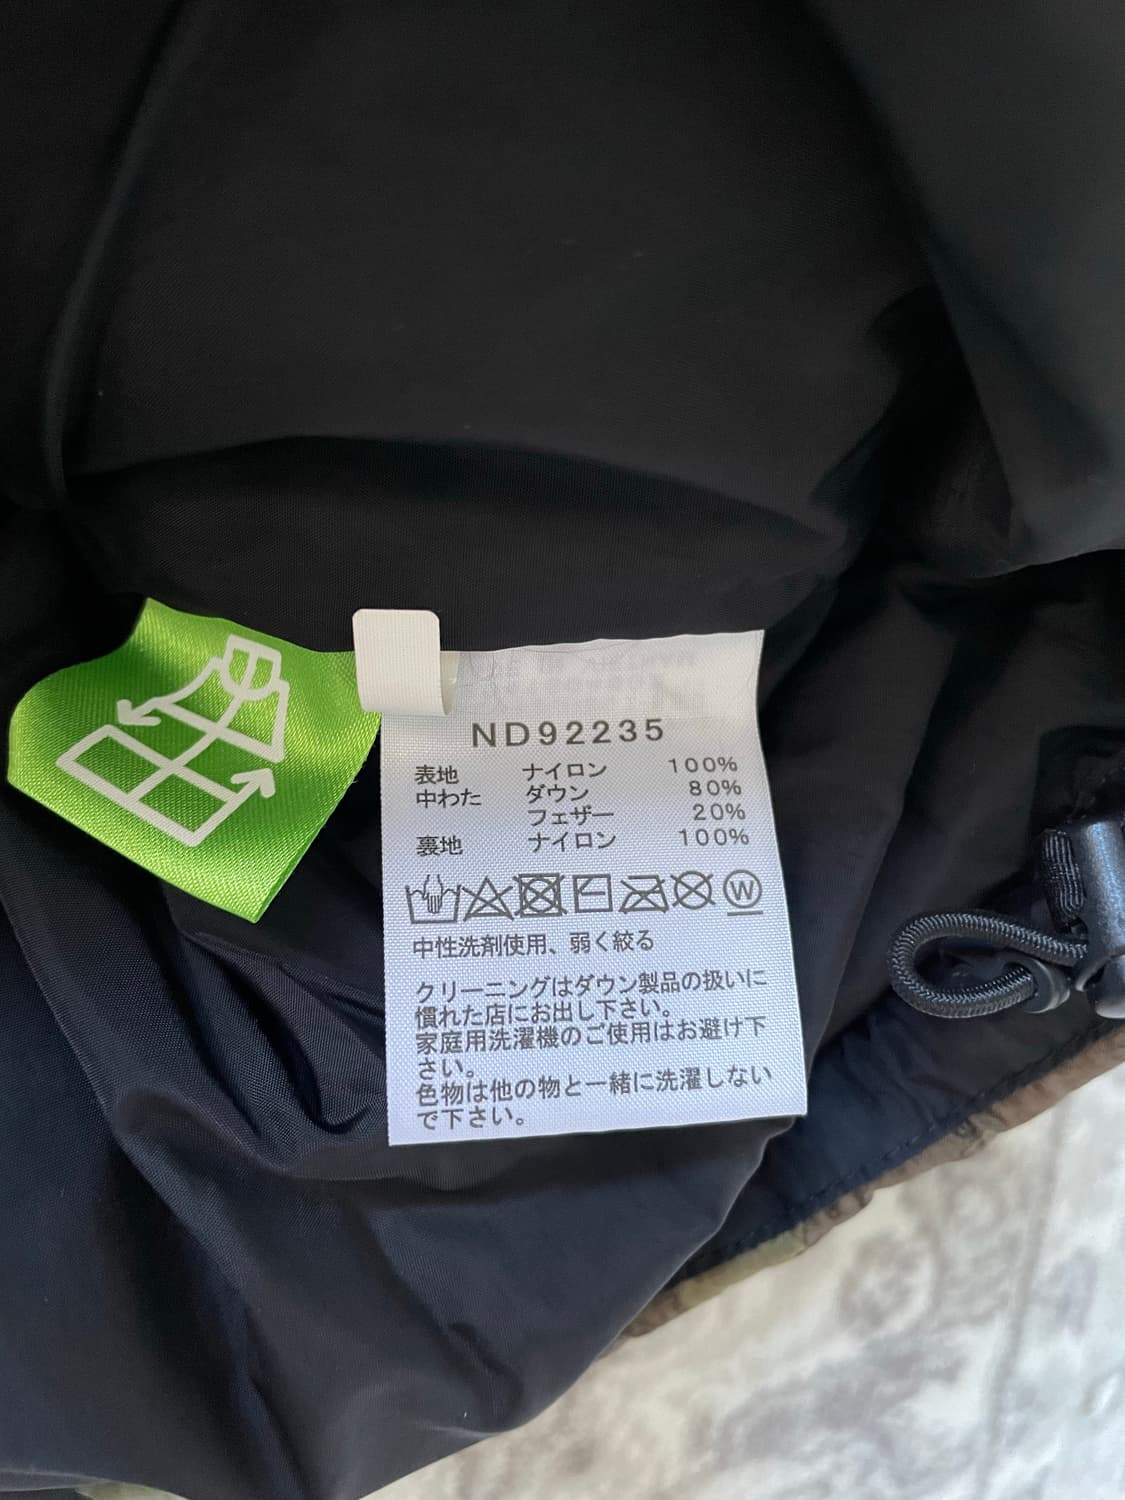 ND92235
表地 ナイロン 100%
中わた ダウン 80%
フェザー 20%
裏地 ナイロン 100%
W
中性洗剤使用、弱く絞る
クリーニングはダウン製品の扱いに
慣れた店にお出し下さい。
家庭用洗濯機のご使用はお避け下
さい。
色物は他の物と一緒に洗濯しない
で下さい。